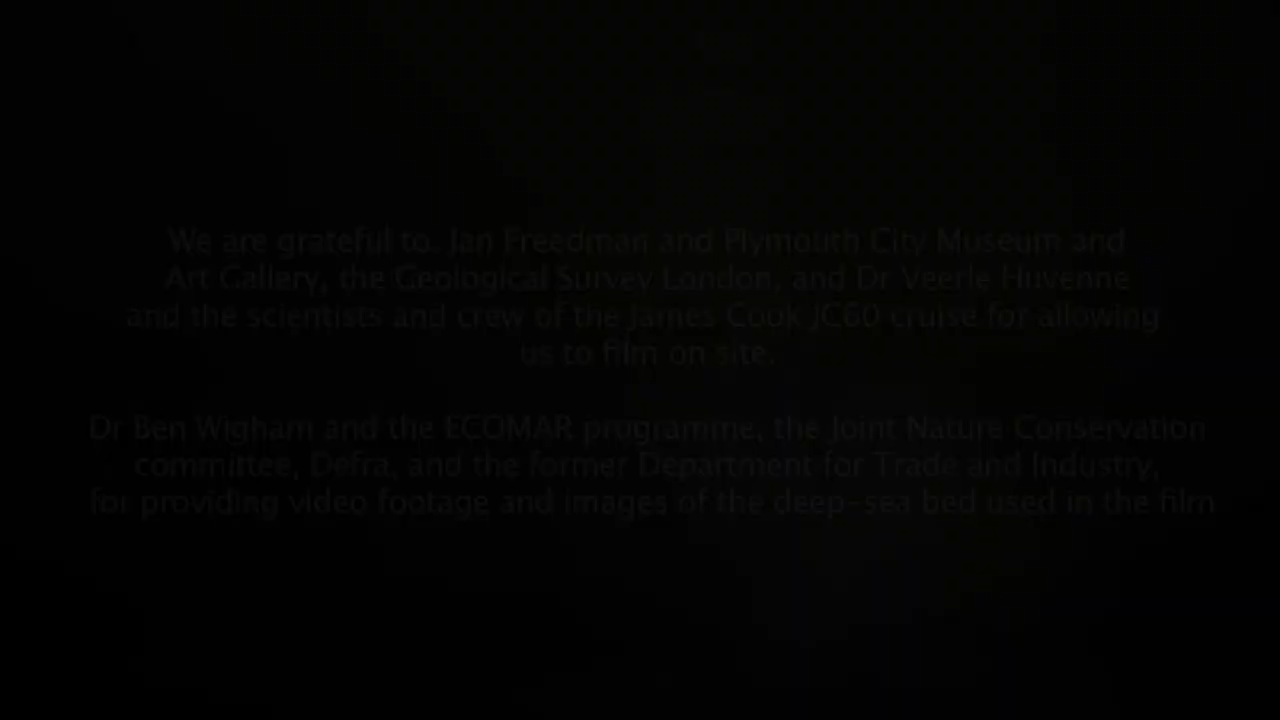 We are grateful to. Jan Freedman and Plymouth City Museum and
Art Gallery, the Geological Survey London, and Dr Veerle Huvenne
and the scientists and crew of the James Cook JC60 cruise for allowing
us to film on site.
Dr Ben Wigham and the ECOMAR programme, the Joint Nature Conservation
committee, Defra, and the former Department for Trade and Industry,
for providing video footage and images of the deep-sea bed used in the film